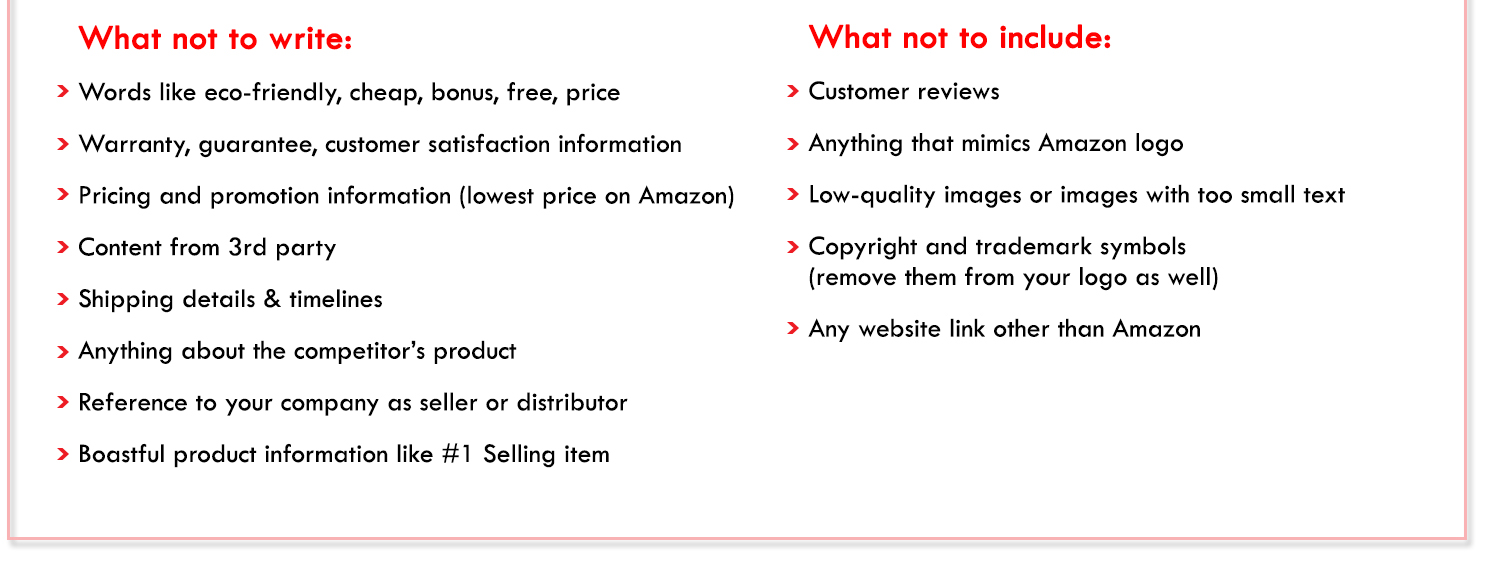 What not to write:
Words like eco-friendly, cheap, bonus, free, price
Warranty, guarantee, customer satisfaction information
Pricing and promotion information (lowest price on Amazon)
Content from 3rd party
Shipping details & timelines
Anything about the competitor’s product
Reference to your company as seller or distributor
Boastful product information like #1 Selling item
What not to include:
Customer reviews
Anything that mimics Amazon logo
Low-quality images or images with too small text
Copyright and trademark symbols
(remove them from your logo as well)
Any website link other than Amazon